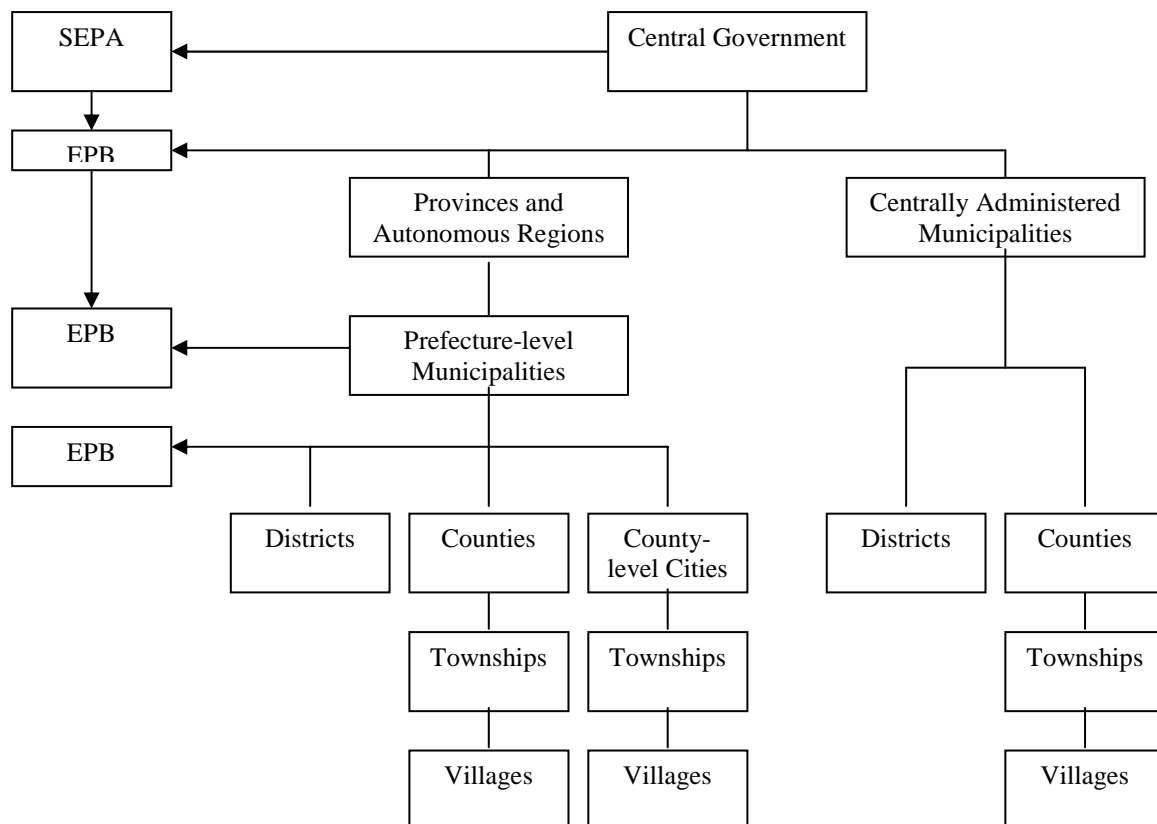 SEPA
Central Government
EPB
Provinces and
Autonomous Regions
Centrally Administered
Municipalities
EPB
Prefecture-level
Municipalities
EPB
Districts
Counties
County-
level Cities
Districts
Counties
Townships
Townships
Townships
Villages
Villages
Villages